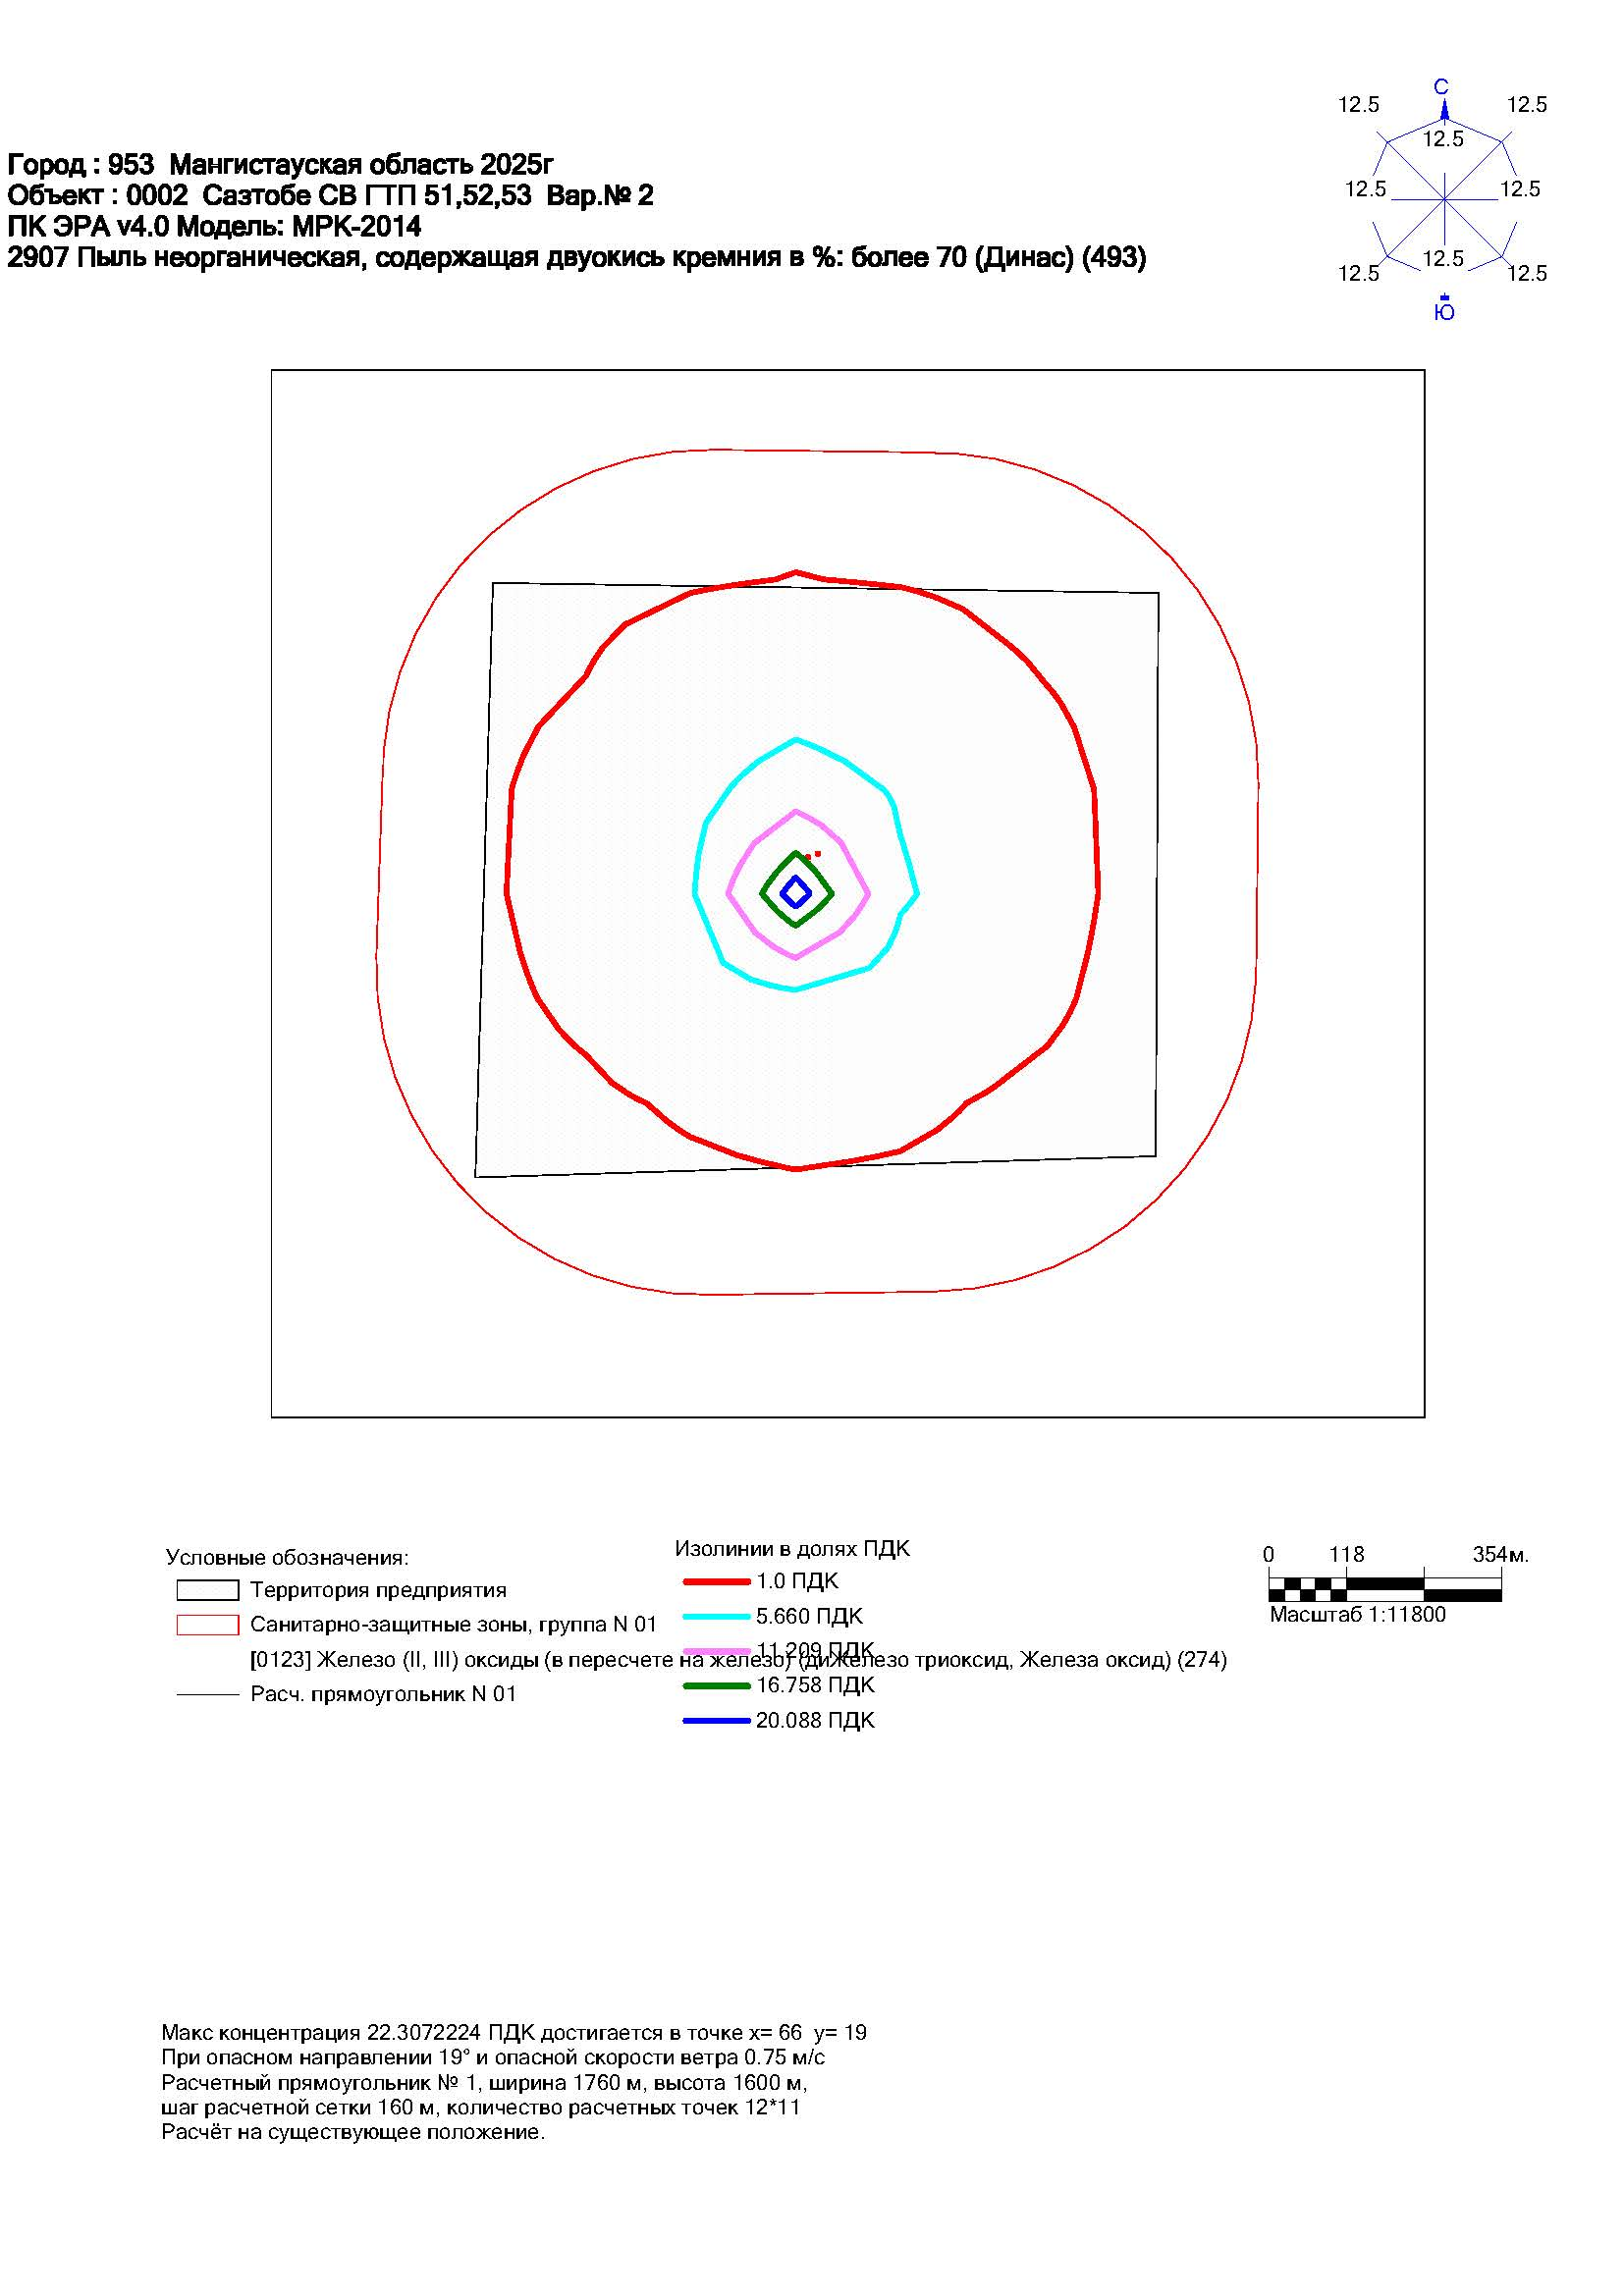 Город : 953 Мангистауская область 2025г
Объект : 0002 Сазтобе СВ ГТП 51,52,53 Вар.№ 2
ПК ЭРА v4.0 Модель: МРК-2014
2907 Пыль неорганическая, содержащая двуокись кремния в %: более 70 (Динас) (493)
С
12.5 12.5
12.5
12.5 12.5
12.5
12.5 12.5
Ю
Условные обозначения:
Территория предприятия
Санитарно-защитные зоны, группа N 01
[0123] Железо (II, III) оксиды (в пересчете на железо) (диЖелезо триоксид, Железа оксид) (274)
Расч. прямоугольник N 01
Изолинии в долях ПДК
1.0 ПДК
5.660 ПДК
11.209 ПДК
16.758 ПДК
20.088 ПДК
0 118 354м.
Масштаб 1:11800
Макс концентрация 22.3072224 ПДК достигается в точке x= 66 y= 19
При опасном направлении 19° и опасной скорости ветра 0.75 м/с
Расчетный прямоугольник № 1, ширина 1760 м, высота 1600 м,
шаг расчетной сетки 160 м, количество расчетных точек 12*11
Расчёт на существующее положение.